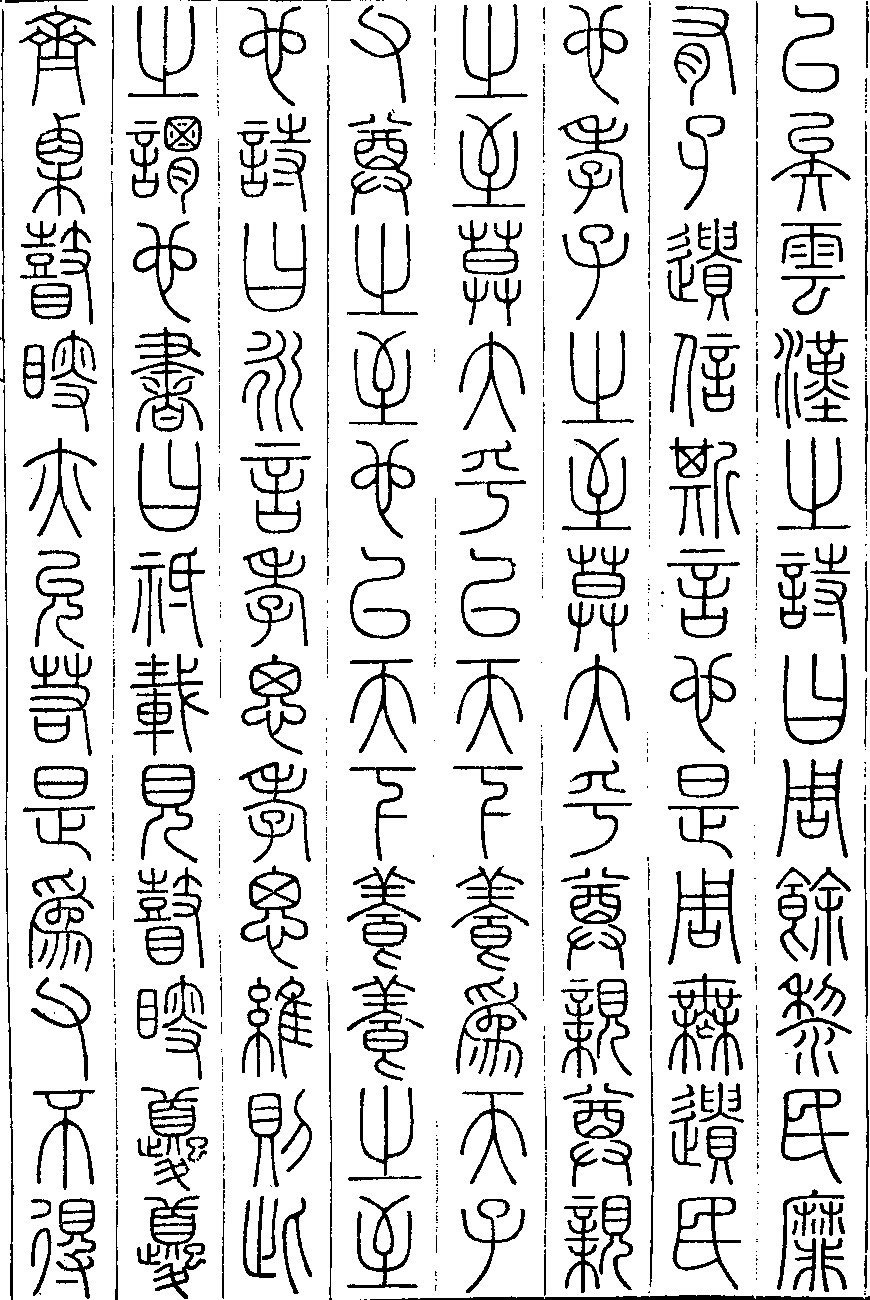 已矣雲漢之詩曰周餘黎民靡
有孑遺信斯言也是周無遺民
也孝子之至莫大乎尊親尊親
之至莫大乎以天下養為天子
父尊之至也以天下養養之至
也詩曰永言孝思孝思維則此
之謂也書曰祗載見瞽瞍夔夔
齊栗瞽瞍亦允若是為父不得